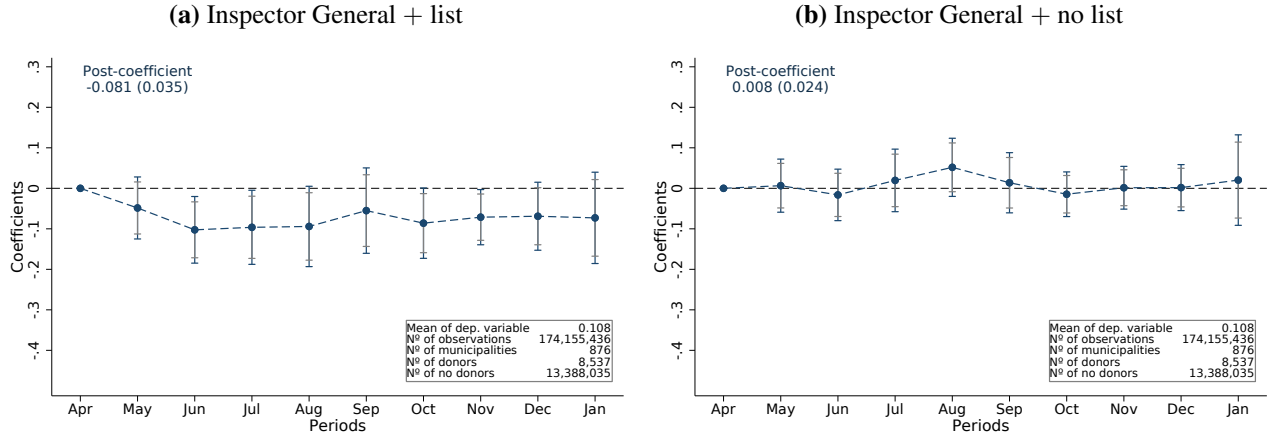 (a) Inspector General + list
Post-coefficient
-0.081 (0.035)
Coefficients
.3
.2
.1
0
-.1
-.2
-.3
-.4
Mean of dep. variable 0.108
Nº of observations 174,155,436
Nº of municipalities 876
Nº of donors 8,537
Nº of no donors 13,388,035
Apr May Jun Jul Aug Sep Oct Nov Dec Jan
Periods
(b) Inspector General + no list
Post-coefficient
0.008 (0.024)
Coefficients
.3
.2
.1
0
-.1
-.2
-.3
-.4
Mean of dep. variable 0.108
Nº of observations 174,155,436
Nº of municipalities 876
Nº of donors 8,537
Nº of no donors 13,388,035
Apr May Jun Jul Aug Sep Oct Nov Dec Jan
Periods